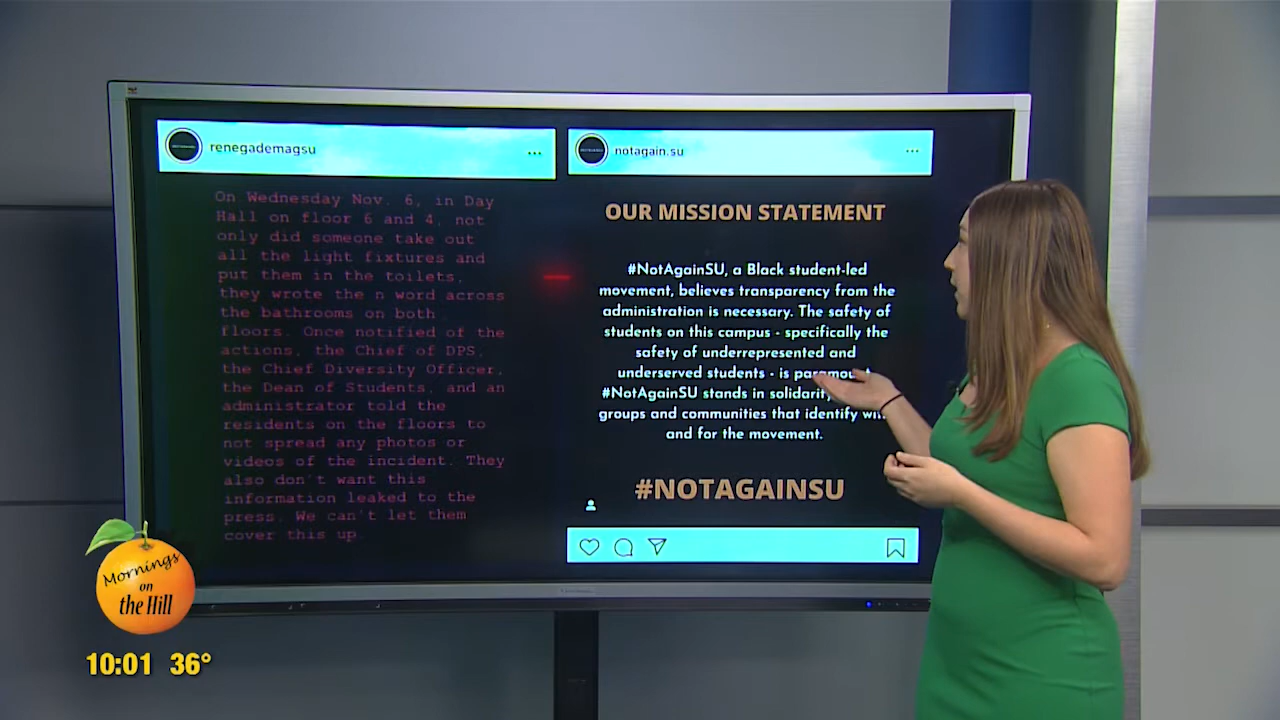 renegademagsu
On Wednesday Nov. 6, in Day
Hall on floor 6 and 4, not
only did someone take out
all the light fixtures and
put them in the toilets,
they wrote the n word across
the bathrooms on both
floors. Once notified of the
actions, the Chief of DPS,
the Chief Diversity Officer,
the Dean of Students, and an
administrator told the
residents on the floors to
not spread any photos or
videos of the incident. They
also don't want this
information leaked to the
press. We can't let them
cover this up.
notagain.su
OUR MISSION STATEMENT
#NotAgainSU, a Black student-led
movement, believes transparency from the
administration is necessary. The safety of
students on this campus - specifically the
safety of underrepresented and
underserved students - is paramount.
#NotAgainSU stands in solidarity
groups and communities that identify with
and for the movement.
#NOTAGAINSU
Mornings
on
the Hill
10:01 36°